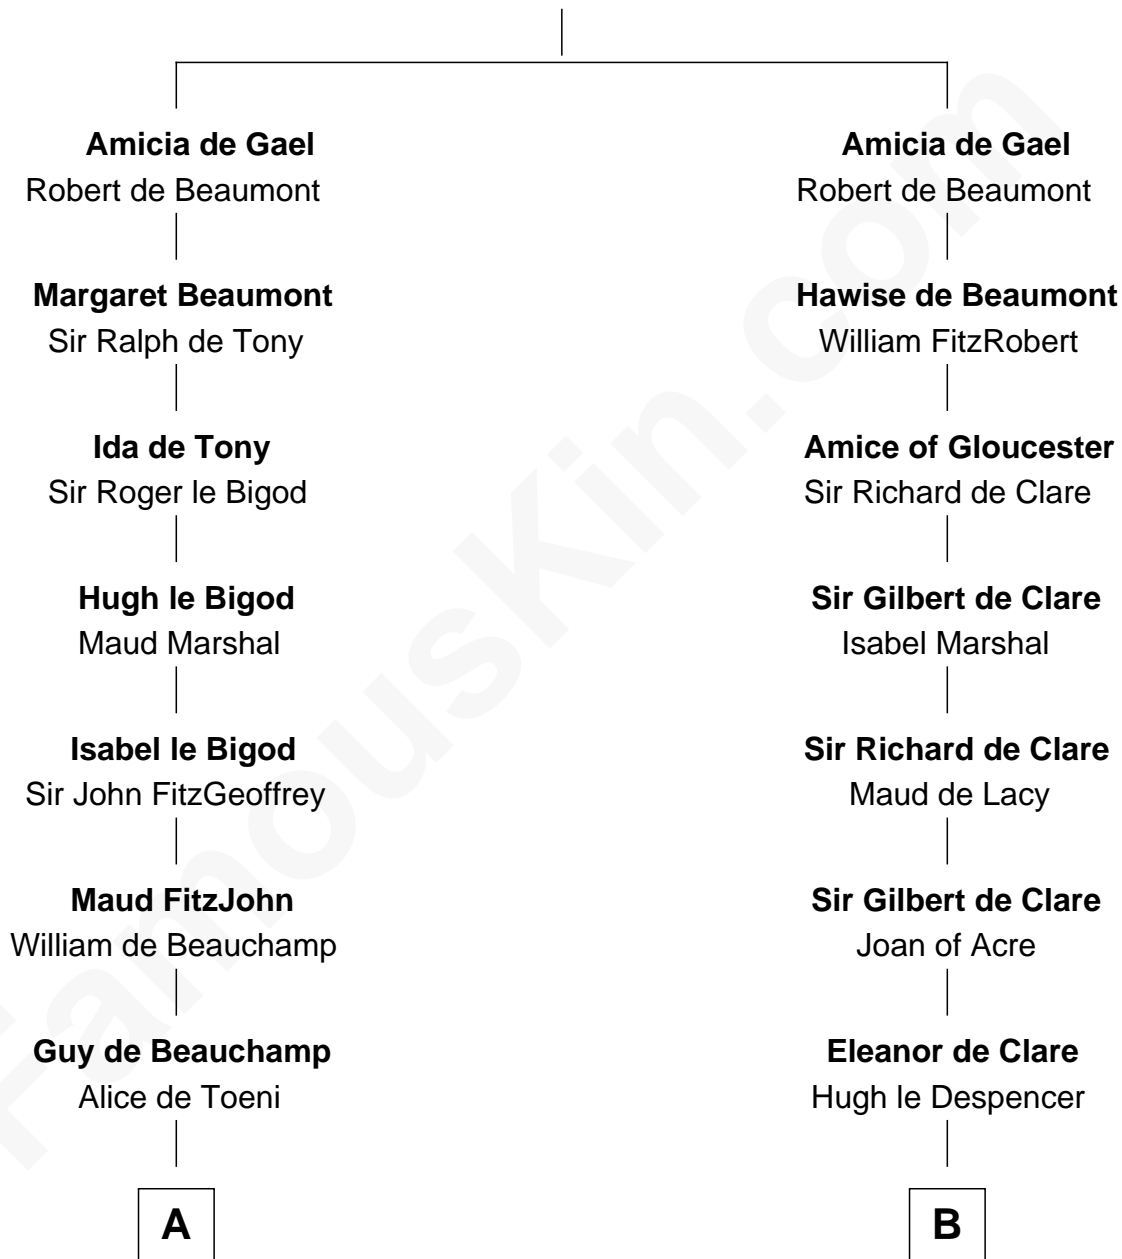 Amicia de Gael
Robert de Beaumont
Margaret Beaumont
Sir Ralph de Tony
Ida de Tony
Sir Roger le Bigod
Hugh le Bigod
Maud Marshal
Isabel le Bigod
Sir John FitzGeoffrey
Maud FitzJohn
William de Beauchamp
Guy de Beauchamp
Alice de Toeni
A
Amicia de Gael
Robert de Beaumont
Hawise de Beaumont
William FitzRobert
Amice of Gloucester
Sir Richard de Clare
Sir Gilbert de Clare
Isabel Marshal
Sir Richard de Clare
Maud de Lacy
Sir Gilbert de Clare
Joan of Acre
Eleanor de Clare
Hugh le Despencer
B
FamousKin.com